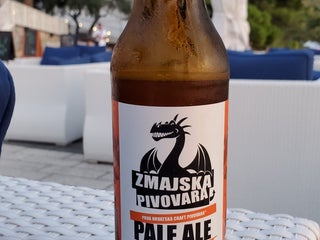 ZMAJSKA
PIVOVARA
PRVA HRVATSKA CRAFT PIVOVARA
PALE ALE